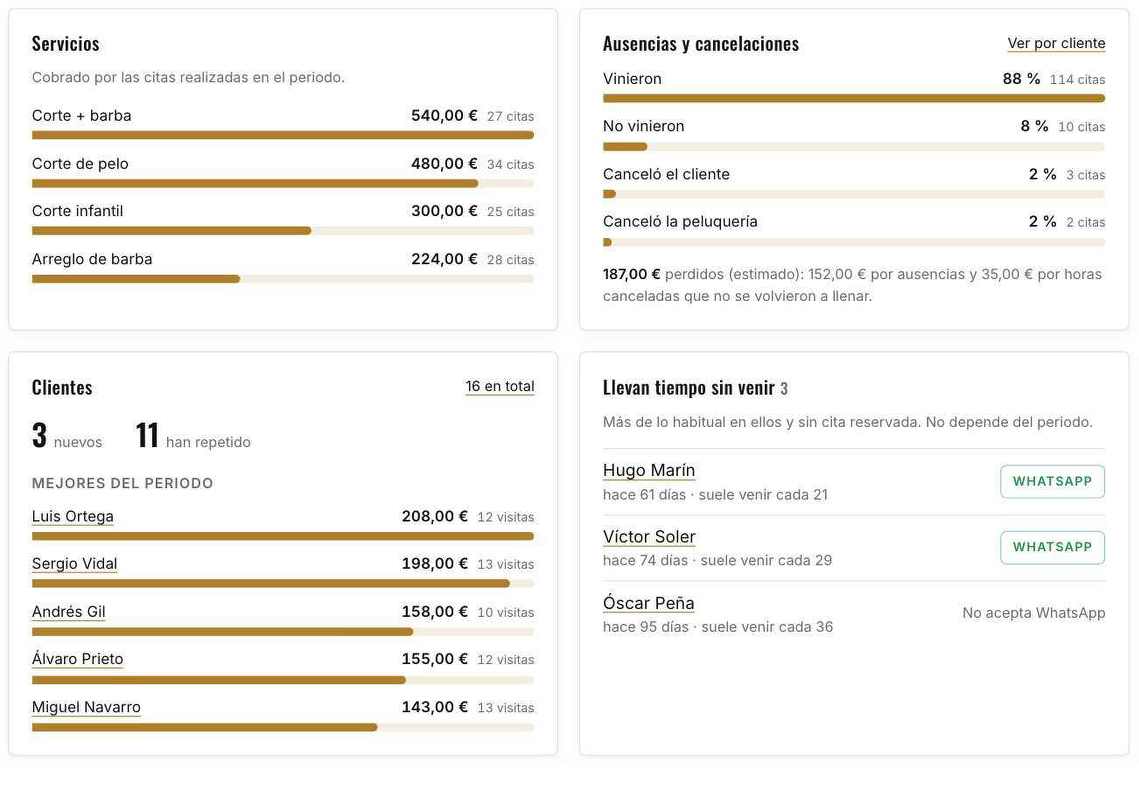 Servicios
Cobrado por las citas realizadas en el periodo.
Corte + barba 540,00 € 27 citas
Corte de pelo 480,00 € 34 citas
Corte infantil 300,00 € 25 citas
Arreglo de barba 224,00 € 28 citas
Ausencias y cancelaciones Ver por cliente
Vinieron 88 % 114 citas
No vinieron 8 % 10 citas
Canceló el cliente 2 % 3 citas
Canceló la peluquería 2 % 2 citas
187,00 € perdidos (estimado): 152,00 € por ausencias y 35,00 € por horas
canceladas que no se volvieron a llenar.
Clientes 16 en total
3 nuevos 11 han repetido
MEJORES DEL PERIODO
Luis Ortega 208,00 € 12 visitas
Sergio Vidal 198,00 € 13 visitas
Andrés Gil 158,00 € 10 visitas
Álvaro Prieto 155,00 € 12 visitas
Miguel Navarro 143,00 € 13 visitas
Llevan tiempo sin venir 3
Más de lo habitual en ellos y sin cita reservada. No depende del periodo.
Hugo Marín
hace 61 días · suele venir cada 21
WHATSAPP
Víctor Soler
hace 74 días · suele venir cada 29
WHATSAPP
Óscar Peña
hace 95 días · suele venir cada 36
No acepta WhatsApp